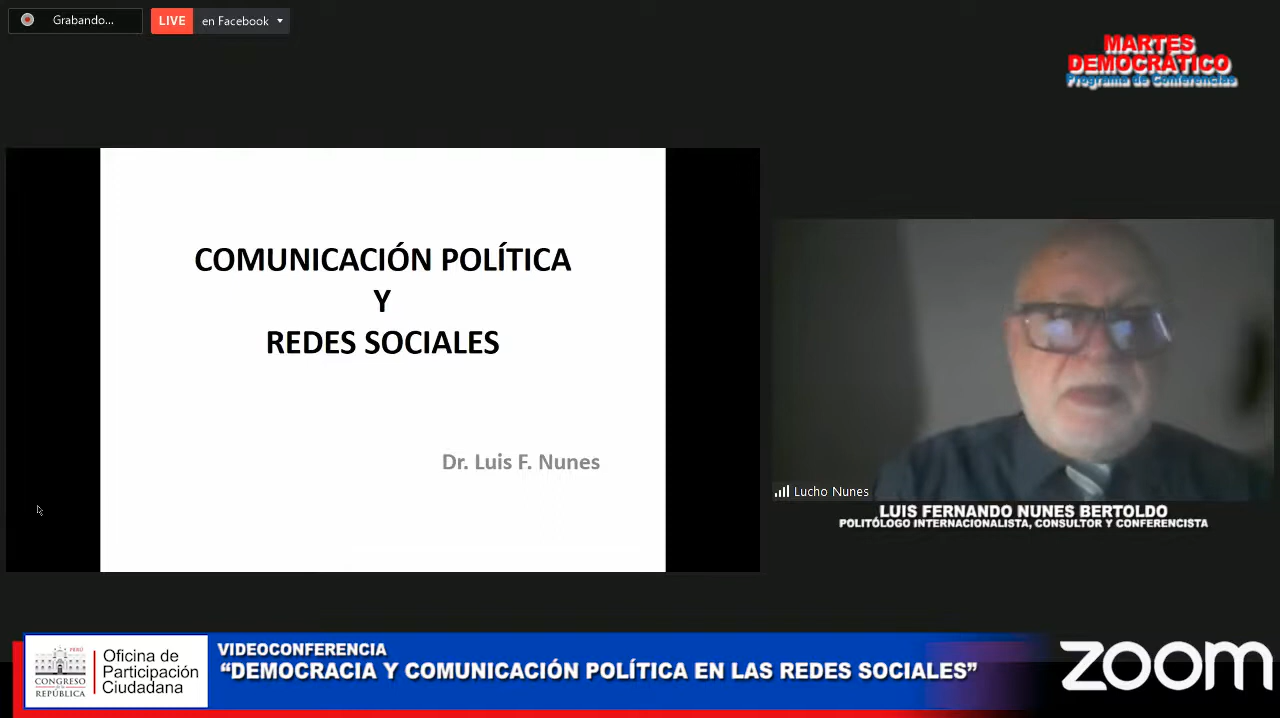 Grabando...
LIVE en Facebook
MARTES
DEMOCRÁTICO
Programa de Conferencias
COMUNICACIÓN POLÍTICA
Y
REDES SOCIALES
Dr. Luis F. Nunes
Lucho Nunes
LUIS FERNANDO NUNES BERTOLDO
POLITÓLOGO INTERNACIONALISTA, CONSULTOR Y CONFERENCISTA
PERÚ
CONGRESO
de la
REPÚBLICA
Oficina de
Participación
Ciudadana
VIDEOCONFERENCIA
“DEMOCRACIA Y COMUNICACIÓN POLÍTICA EN LAS REDES SOCIALES”
zoom